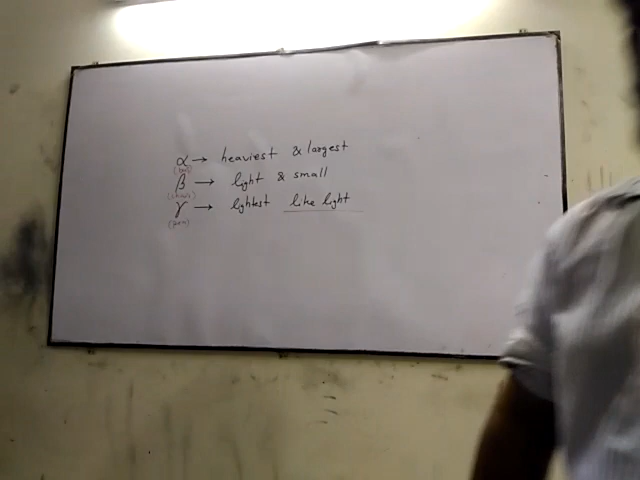 α → heaviest & largest
β → light & small
γ → lightest like light